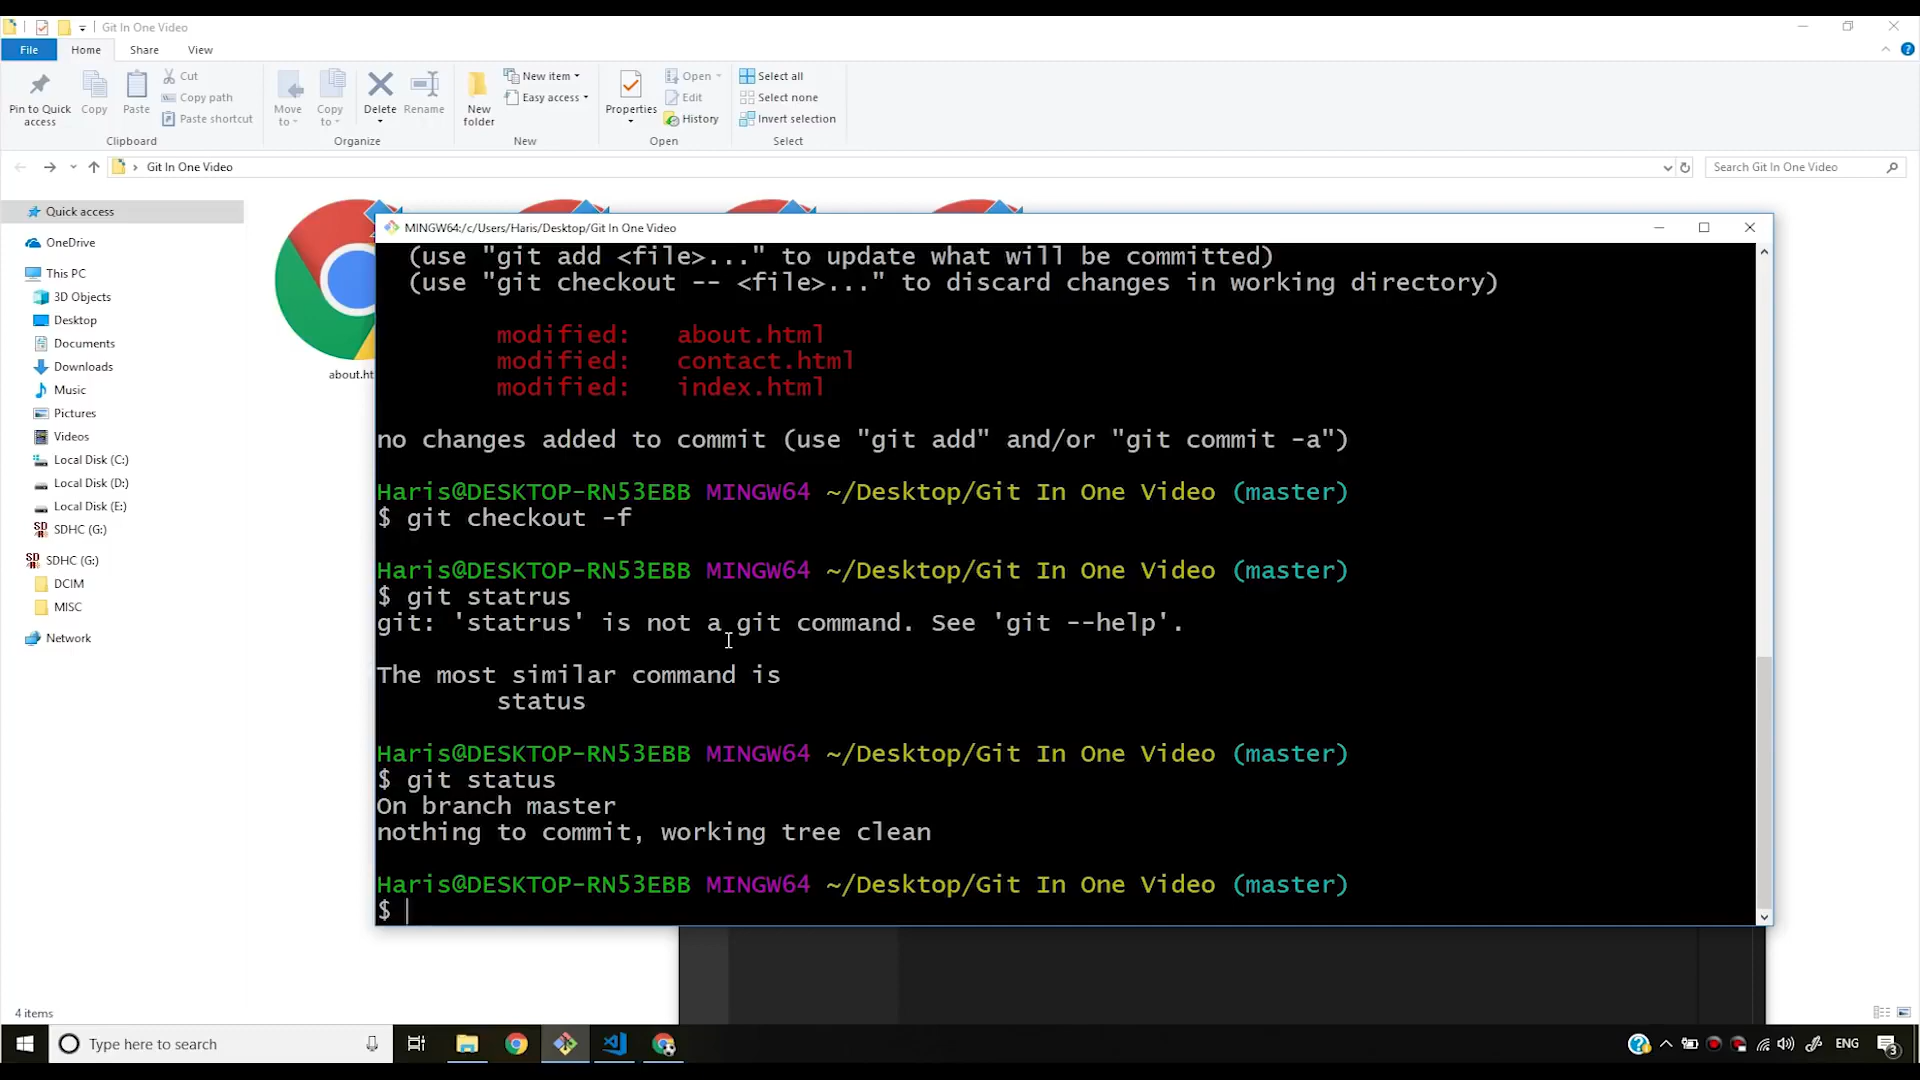 Git In One Video
File Home Share View
Pin to Quick access
Copy
Paste
Cut
Copy path
Paste shortcut
Clipboard
Move to
Copy to
Delete
Rename
Organize
New folder
New item
Easy access
New
Properties
Open
Edit
History
Open
Select all
Select none
Invert selection
Select
Git In One Video
Search Git In One Video
Quick access
OneDrive
This PC
3D Objects
Desktop
Documents
Downloads
Music
Pictures
Videos
Local Disk (C:)
Local Disk (D:)
Local Disk (E:)
SDHC (G:)
SDHC (G:)
DCIM
MISC
Network
about.ht
MINGW64:/c/Users/Haris/Desktop/Git In One Video
(use "git add <file>..." to update what will be committed)
(use "git checkout -- <file>..." to discard changes in working directory)
modified: about.html
modified: contact.html
modified: index.html
no changes added to commit (use "git add" and/or "git commit -a")
Haris@DESKTOP-RN53EBB MINGW64 ~/Desktop/Git In One Video (master)
$ git checkout -f
Haris@DESKTOP-RN53EBB MINGW64 ~/Desktop/Git In One Video (master)
$ git statrus
git: 'statrus' is not a git command. See 'git --help'.
The most similar command is
status
Haris@DESKTOP-RN53EBB MINGW64 ~/Desktop/Git In One Video (master)
$ git status
On branch master
nothing to commit, working tree clean
Haris@DESKTOP-RN53EBB MINGW64 ~/Desktop/Git In One Video (master)
$
4 items
Type here to search
ENG
3